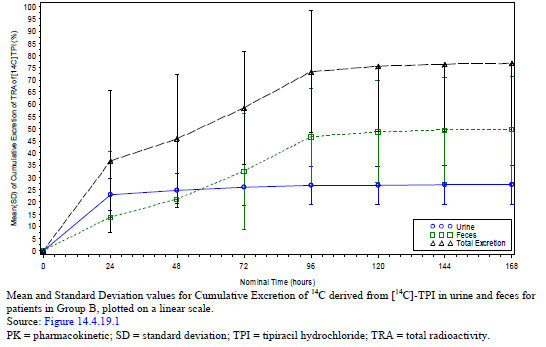 100
95
90
85
80
75
70
65
60
55
50
45
40
35
30
25
20
15
10
5
0
Mean(SD) of Cumulative Excretion of TRA of [14C] TPI (%)
0 24 48 72 96 120 144 168
Nominal Time (hours)
Urine
Feces
Total Excretion
Mean and Standard Deviation values for Cumulative Excretion of ¹⁴C derived from [¹⁴C]-TPI in urine and feces for
patients in Group B, plotted on a linear scale.
Source: Figure 14.4.19.1
PK = pharmacokinetic; SD = standard deviation; TPI = tipiracil hydrochloride; TRA = total radioactivity.